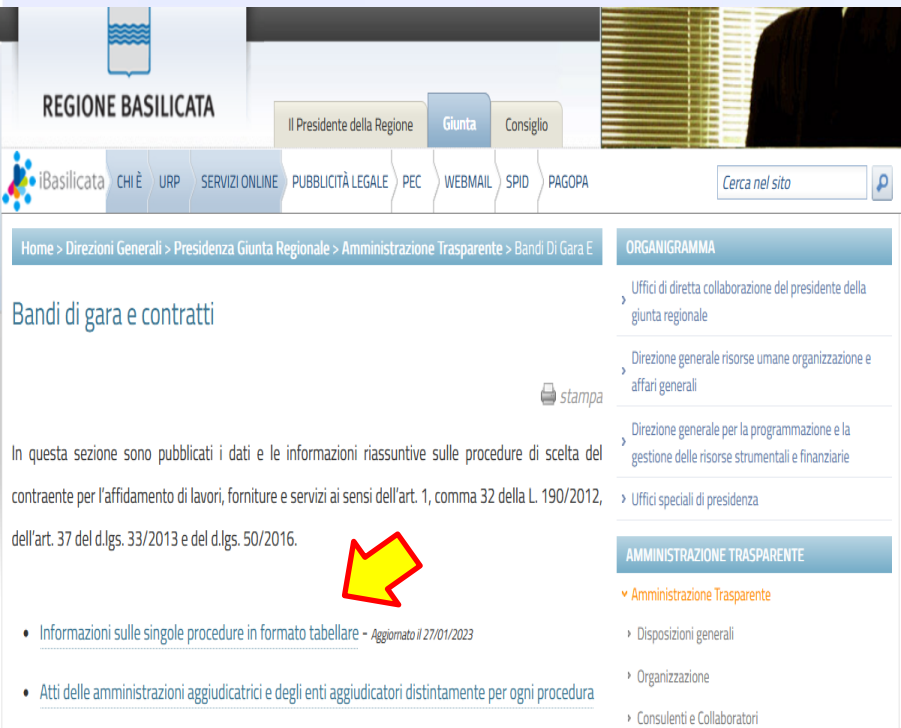 REGIONE BASILICATA
Il Presidente della Regione
Giunta
Consiglio
iBasilicata
CHI È
URP
SERVIZI ONLINE
PUBBLICITÀ LEGALE
PEC
WEBMAIL
SPID
PAGOPA
Cerca nel sito
Home > Direzioni Generali > Presidenza Giunta Regionale > Amministrazione Trasparente > Bandi Di Gara E
Bandi di gara e contratti
stampa
In questa sezione sono pubblicati i dati e le informazioni riassuntive sulle procedure di scelta del
contraente per l'affidamento di lavori, forniture e servizi ai sensi dell'art. 1, comma 32 della L. 190/2012,
dell'art. 37 del d.lgs. 33/2013 e del d.lgs. 50/2016.
• Informazioni sulle singole procedure in formato tabellare - Aggiornato il 27/01/2023
• Atti delle amministrazioni aggiudicatrici e degli enti aggiudicatori distintamente per ogni procedura
ORGANIGRAMMA
Uffici di diretta collaborazione del presidente della
giunta regionale
Direzione generale risorse umane organizzazione e
affari generali
Direzione generale per la programmazione e la
gestione delle risorse strumentali e finanziarie
Uffici speciali di presidenza
AMMINISTRAZIONE TRASPARENTE
Amministrazione Trasparente
Disposizioni generali
Organizzazione
Consulenti e Collaboratori